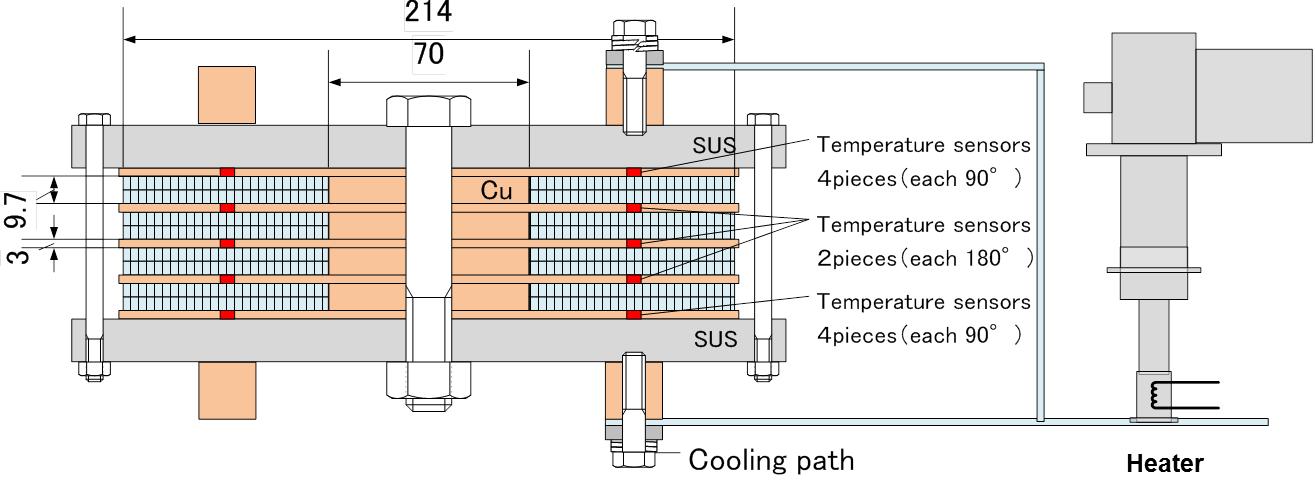 214
70
SUS
Temperature sensors
4pieces(each 90°)
Cu
9.7
Temperature sensors
2pieces(each 180°)
3
Temperature sensors
4pieces(each 90°)
SUS
Cooling path
Heater